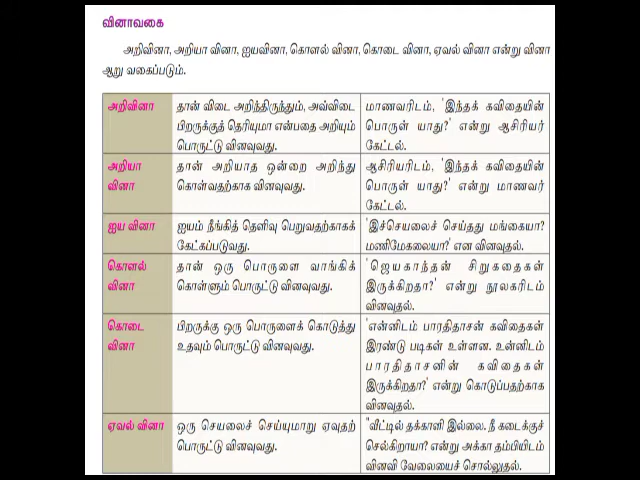 வினாவகை
அறிவினா, அறியா வினா, ஐயவினா, கொளல் வினா, கொடை வினா, ஏவல் வினா என்று வினா
ஆறு வகைப்படும்.
அறிவினா
தான் விடை அறிந்திருந்தும், அவ்விடை
பிறருக்குத் தெரியுமா என்பதை அறியும்
பொருட்டு வினவுவது.
மாணவரிடம், 'இந்தக் கவிதையின்
பொருள் யாது?' என்று ஆசிரியர்
கேட்டல்.
அறியா
வினா
தான் அறியாத ஒன்றை அறிந்து
கொள்வதற்காக வினவுவது.
ஆசிரியரிடம், 'இந்தக் கவிதையின்
பொருள் யாது?' என்று மாணவர்
கேட்டல்.
ஐய வினா
ஐயம் நீங்கித் தெளிவு பெறுவதற்காகக்
கேட்கப்படுவது.
'இச்செயலைச் செய்தது மங்கையா?
மணிமேகலையா?' என வினவுதல்.
கொளல்
வினா
தான் ஒரு பொருளை வாங்கிக்
கொள்ளும் பொருட்டு வினவுவது.
'ஜெயகாந்தன் சிறுகதைகள்
இருக்கிறதா?' என்று நூலகரிடம்
வினவுதல்.
கொடை
வினா
பிறருக்கு ஒரு பொருளைக் கொடுத்து
உதவும் பொருட்டு வினவுவது.
'என்னிடம் பாரதிதாசன் கவிதைகள்
இரண்டு படிகள் உள்ளன. உன்னிடம்
பாரதிதாசனின் கவிதைகள்
இருக்கிறதா?' என்று கொடுப்பதற்காக
வினவுதல்.
ஏவல் வினா
ஒரு செயலைச் செய்யுமாறு ஏவுதற்
பொருட்டு வினவுவது.
"வீட்டில் தக்காளி இல்லை. நீ கடைக்குச்
செல்கிறாயா? என்று அக்கா தம்பியிடம்
வினவி வேலையைச் சொல்லுதல்.